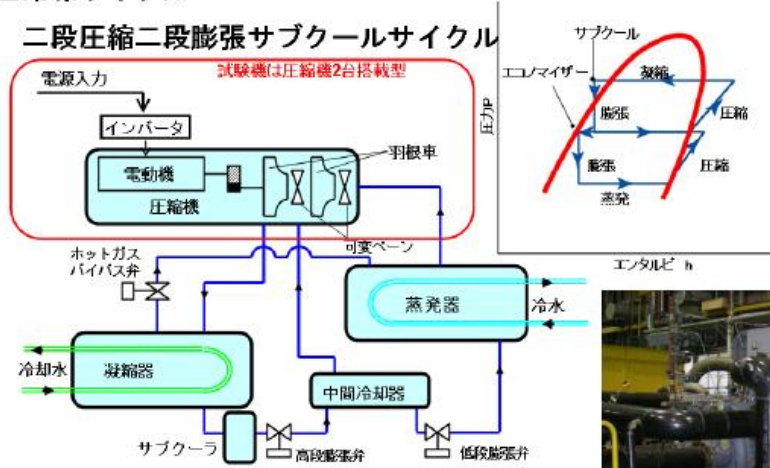 二段圧縮二段膨張サブクールサイクル
試験機は圧縮機2台搭載型
電源入力
インバータ
電動機
圧縮機
羽根車
可変ベーン
ホットガス
バイパス弁
蒸発器
冷水
冷却水
凝縮器
中間冷却器
サブクーラ
高段膨張弁
低段膨張弁
サブクール
エコノマイザー
凝縮
膨張
圧縮
膨張
圧縮
蒸発
圧力P
エンタルピ h